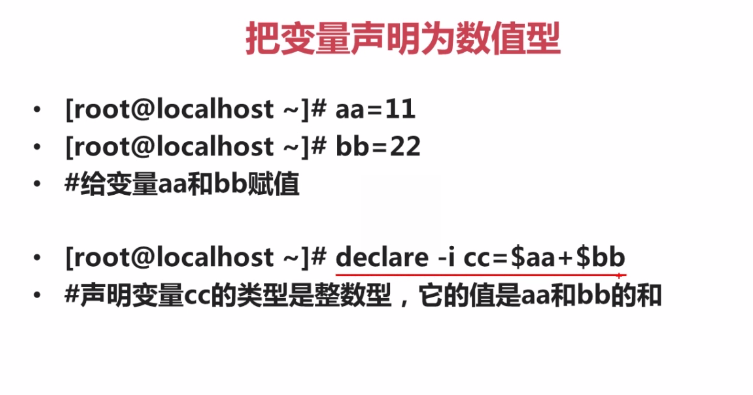 把变量声明为数值型
• [root@localhost ~]# aa=11
• [root@localhost ~]# bb=22
• #给变量aa和bb赋值
• [root@localhost ~]# declare -i cc=$aa+$bb
• #声明变量cc的类型是整数型，它的值是aa和bb的和